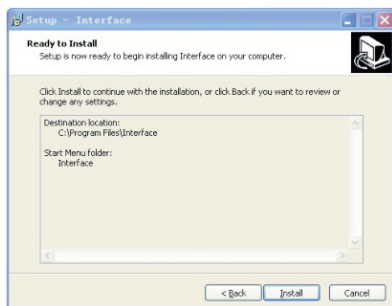 Setup - Interface
Ready to Install
Setup is now ready to begin installing Interface on your computer.
Click Install to continue with the installation, or click Back if you want to review or
change any settings.
Destination location:
C:\Program Files\Interface
Start Menu folder:
Interface
< Back
Install
Cancel